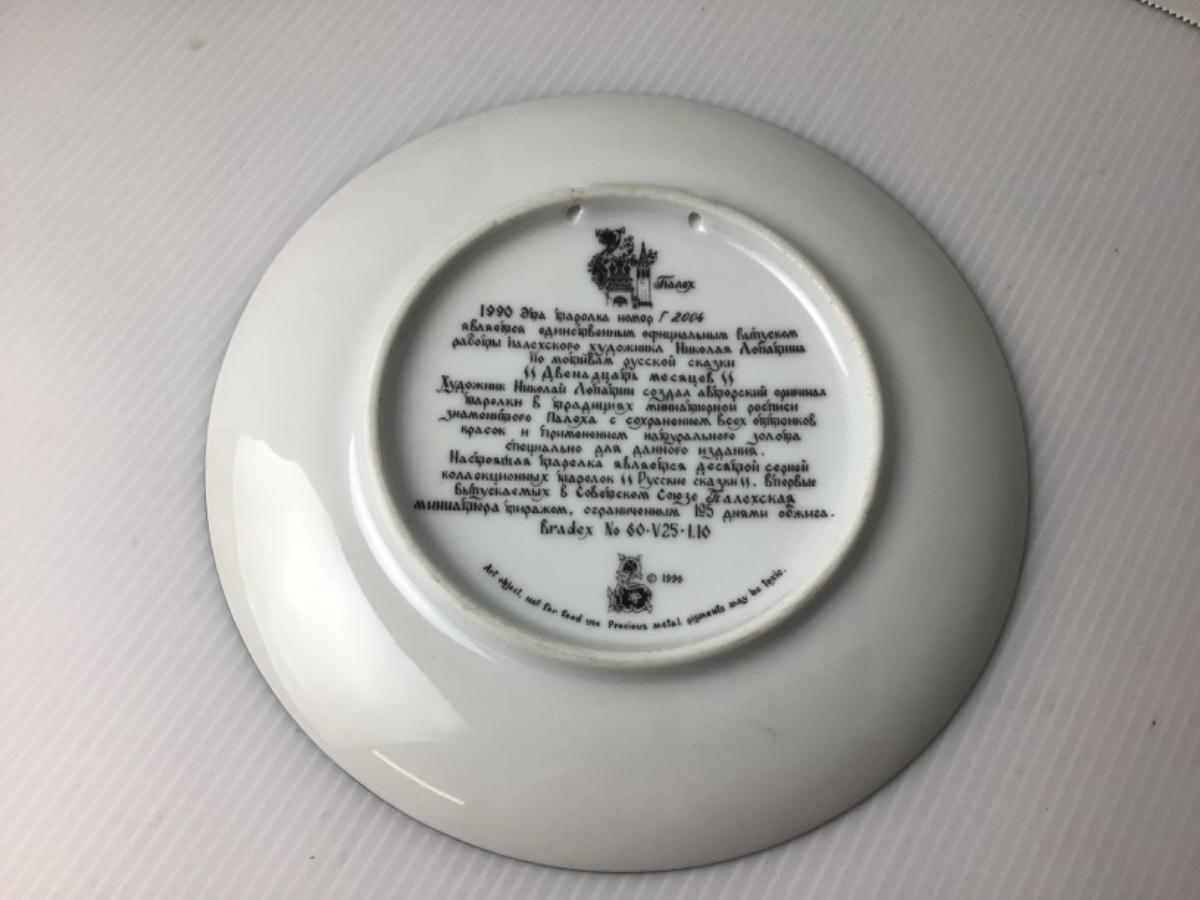 Палех
1990 Эта тарелка номер Г 2004
является единственным официальным выпуском
работы палехского художника Николая Лопатина
по мотивам русской сказки
"Двенадцать месяцев"
Художник Николай Лопатин создал авторский оригинал
тарелки в традициях миниатюрной росписи
знаменитого Палеха с сохранением всех оттенков
красок и применением натурального золота
специально для данного издания.
Настоящая тарелка является десятой серией
коллекционных тарелок "Русские сказки". Впервые
выпускаемых в Советском Союзе Палехская
миниатюра тиражом, ограниченным 195 днями обжига.
Bradex No 60·V25·1.10
© 1990
Art object, not for food use Precious metal pigments may be toxic.